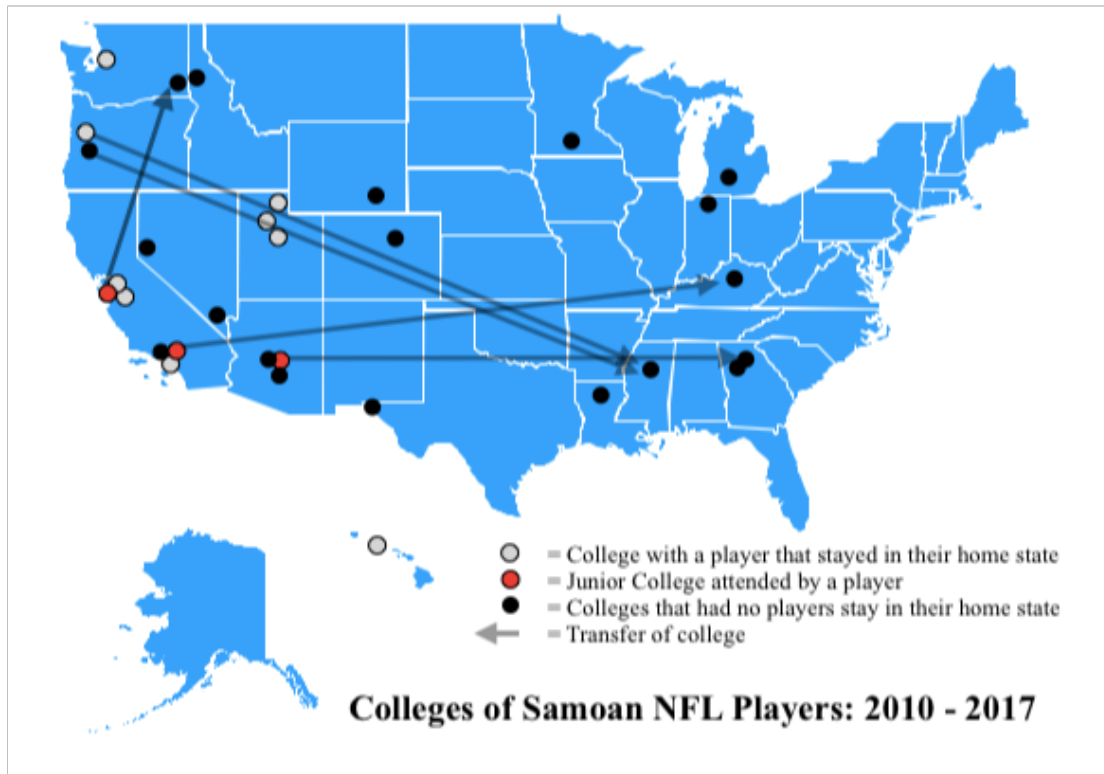 = College with a player that stayed in their home state
= Junior College attended by a player
= Colleges that had no players stay in their home state
= Transfer of college
Colleges of Samoan NFL Players: 2010 - 2017